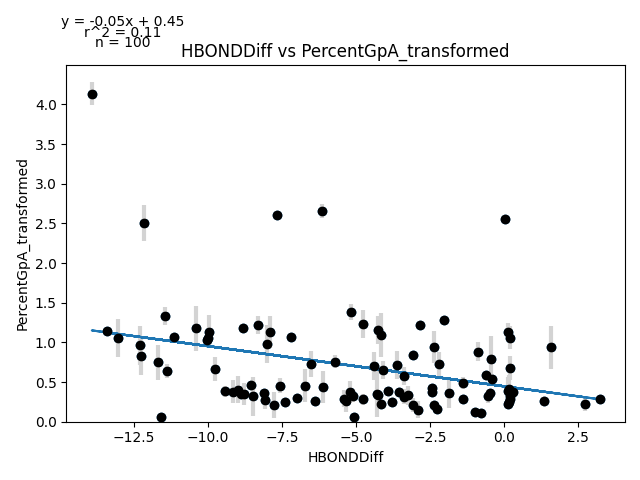 y = -0.05x + 0.45
r^2 = 0.11
n = 100
HBONDDiff vs PercentGpA_transformed
PercentGpA_transformed
4.0
3.5
3.0
2.5
2.0
1.5
1.0
0.5
0.0
−12.5 −10.0 −7.5 −5.0 −2.5 0.0 2.5
HBONDDiff